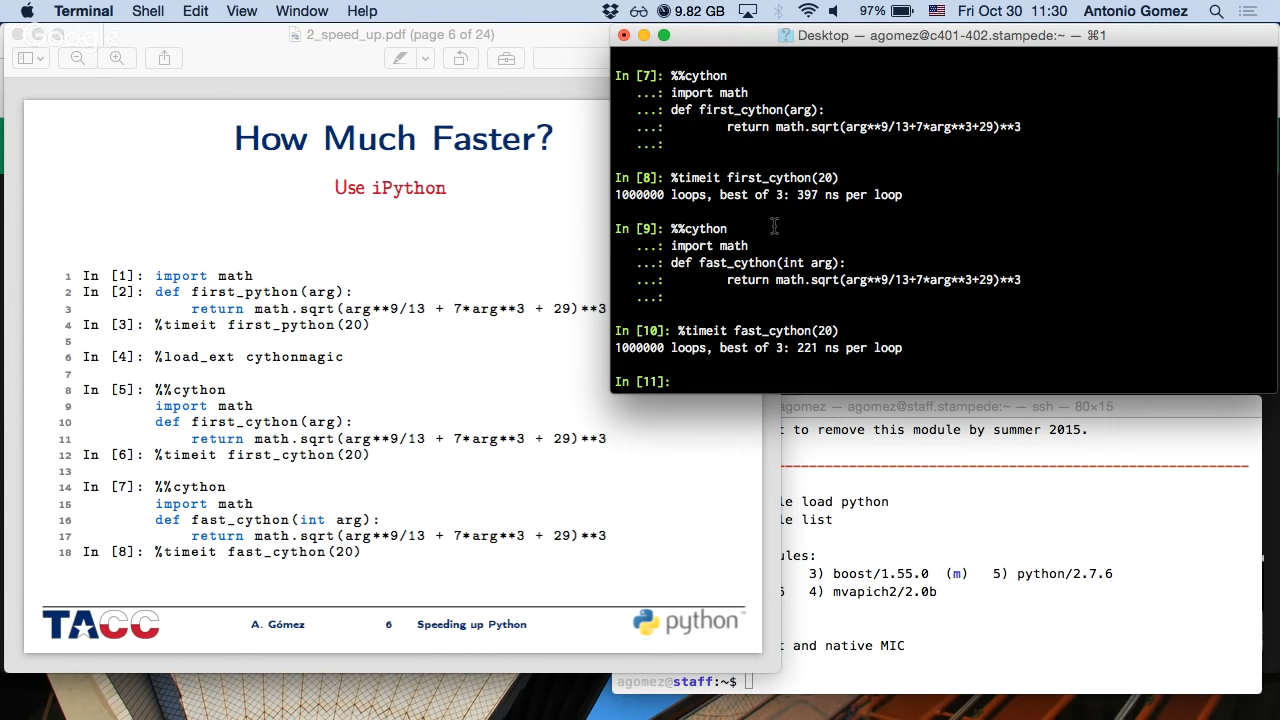 Terminal Shell Edit View Window Help 9.82 GB 97% Fri Oct 30 11:30 Antonio Gomez
Google
2_speed_up.pdf (page 6 of 24)
How Much Faster?
Use iPython
1 In [1]: import math
2 In [2]: def first_python(arg):
3 return math.sqrt(arg**9/13 + 7*arg**3 + 29)**3
4 In [3]: %timeit first_python(20)
5
6 In [4]: %load_ext cythonmagic
7
8 In [5]: %%cython
9 import math
10 def first_cython(arg):
11 return math.sqrt(arg**9/13 + 7*arg**3 + 29)**3
12 In [6]: %timeit first_cython(20)
13
14 In [7]: %%cython
15 import math
16 def fast_cython(int arg):
17 return math.sqrt(arg**9/13 + 7*arg**3 + 29)**3
18 In [8]: %timeit fast_cython(20)
TACC A. Gómez 6 Speeding up Python python
Desktop — agomez@c401-402.stampede:~ — ⌘1
In [7]: %%cython
...: import math
...: def first_cython(arg):
...: return math.sqrt(arg**9/13+7*arg**3+29)**3
...:
In [8]: %timeit first_cython(20)
1000000 loops, best of 3: 397 ns per loop
In [9]: %%cython
...: import math
...: def fast_cython(int arg):
...: return math.sqrt(arg**9/13+7*arg**3+29)**3
...:
In [10]: %timeit fast_cython(20)
1000000 loops, best of 3: 221 ns per loop
In [11]:
agomez — agomez@staff.stampede:~ — ssh — 80×15
t to remove this module by summer 2015.
le load python
le list
ules:
3) boost/1.55.0 (m) 5) python/2.7.6
6 4) mvapich2/2.0b
t and native MIC
agomez@staff:~$